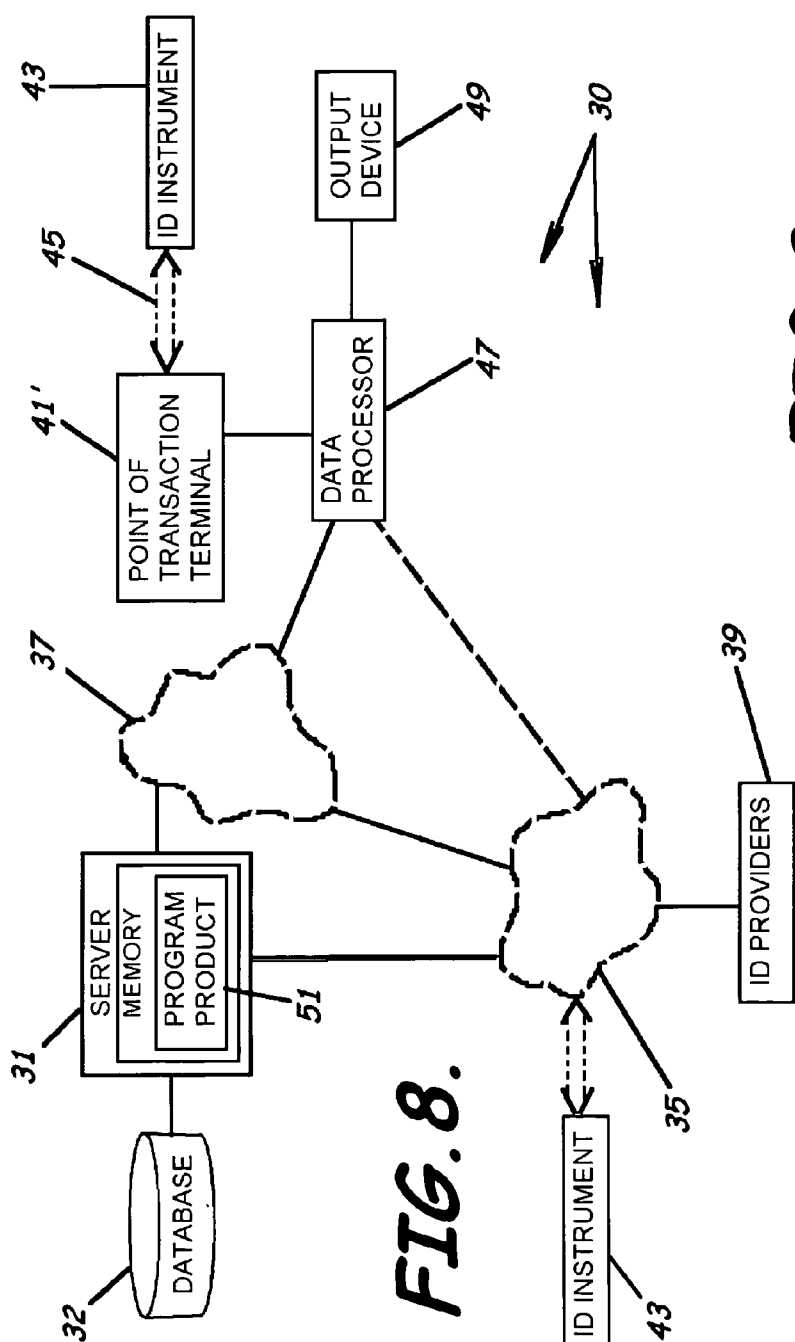 32
DATABASE
31
SERVER
MEMORY
PROGRAM
PRODUCT
51
37
41'
POINT OF
TRANSACTION
TERMINAL
45
43
ID INSTRUMENT
DATA
PROCESSOR
47
OUTPUT
DEVICE
49
30
FIG. 8.
ID INSTRUMENT
43
35
ID PROVIDERS
39